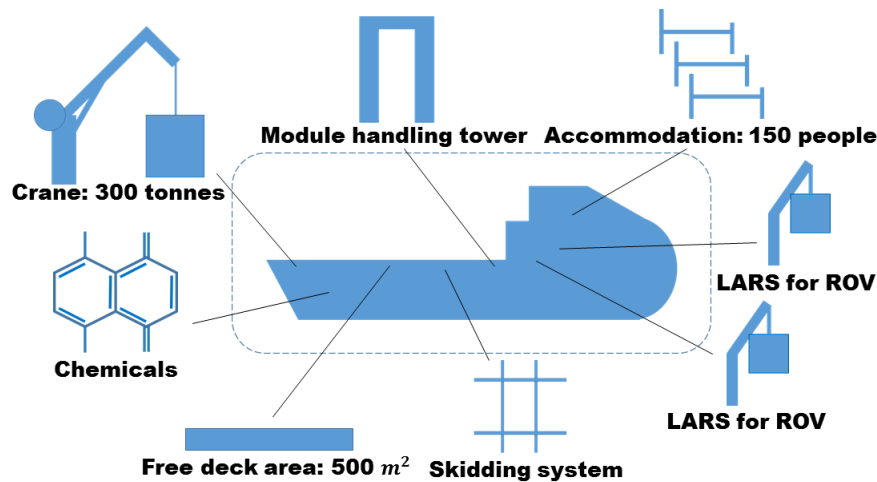 Module handling tower
Accommodation: 150 people
Crane: 300 tonnes
LARS for ROV
Chemicals
LARS for ROV
Free deck area: 500 m²
Skidding system